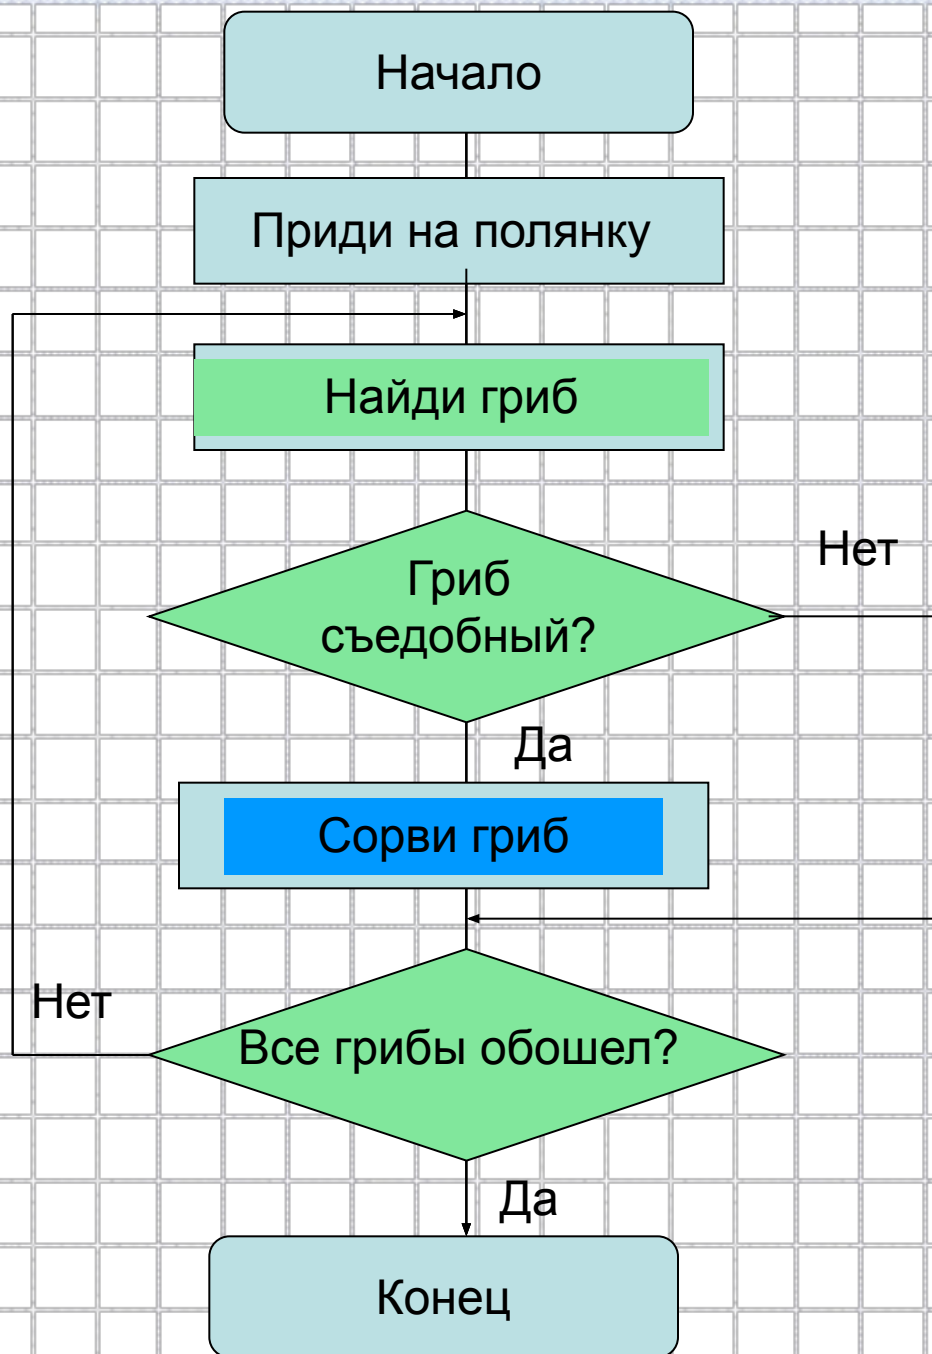 Начало
Приди на полянку
Найди гриб
Нет
Гриб
съедобный?
Да
Сорви гриб
Нет
Все грибы обошел?
Да
Конец